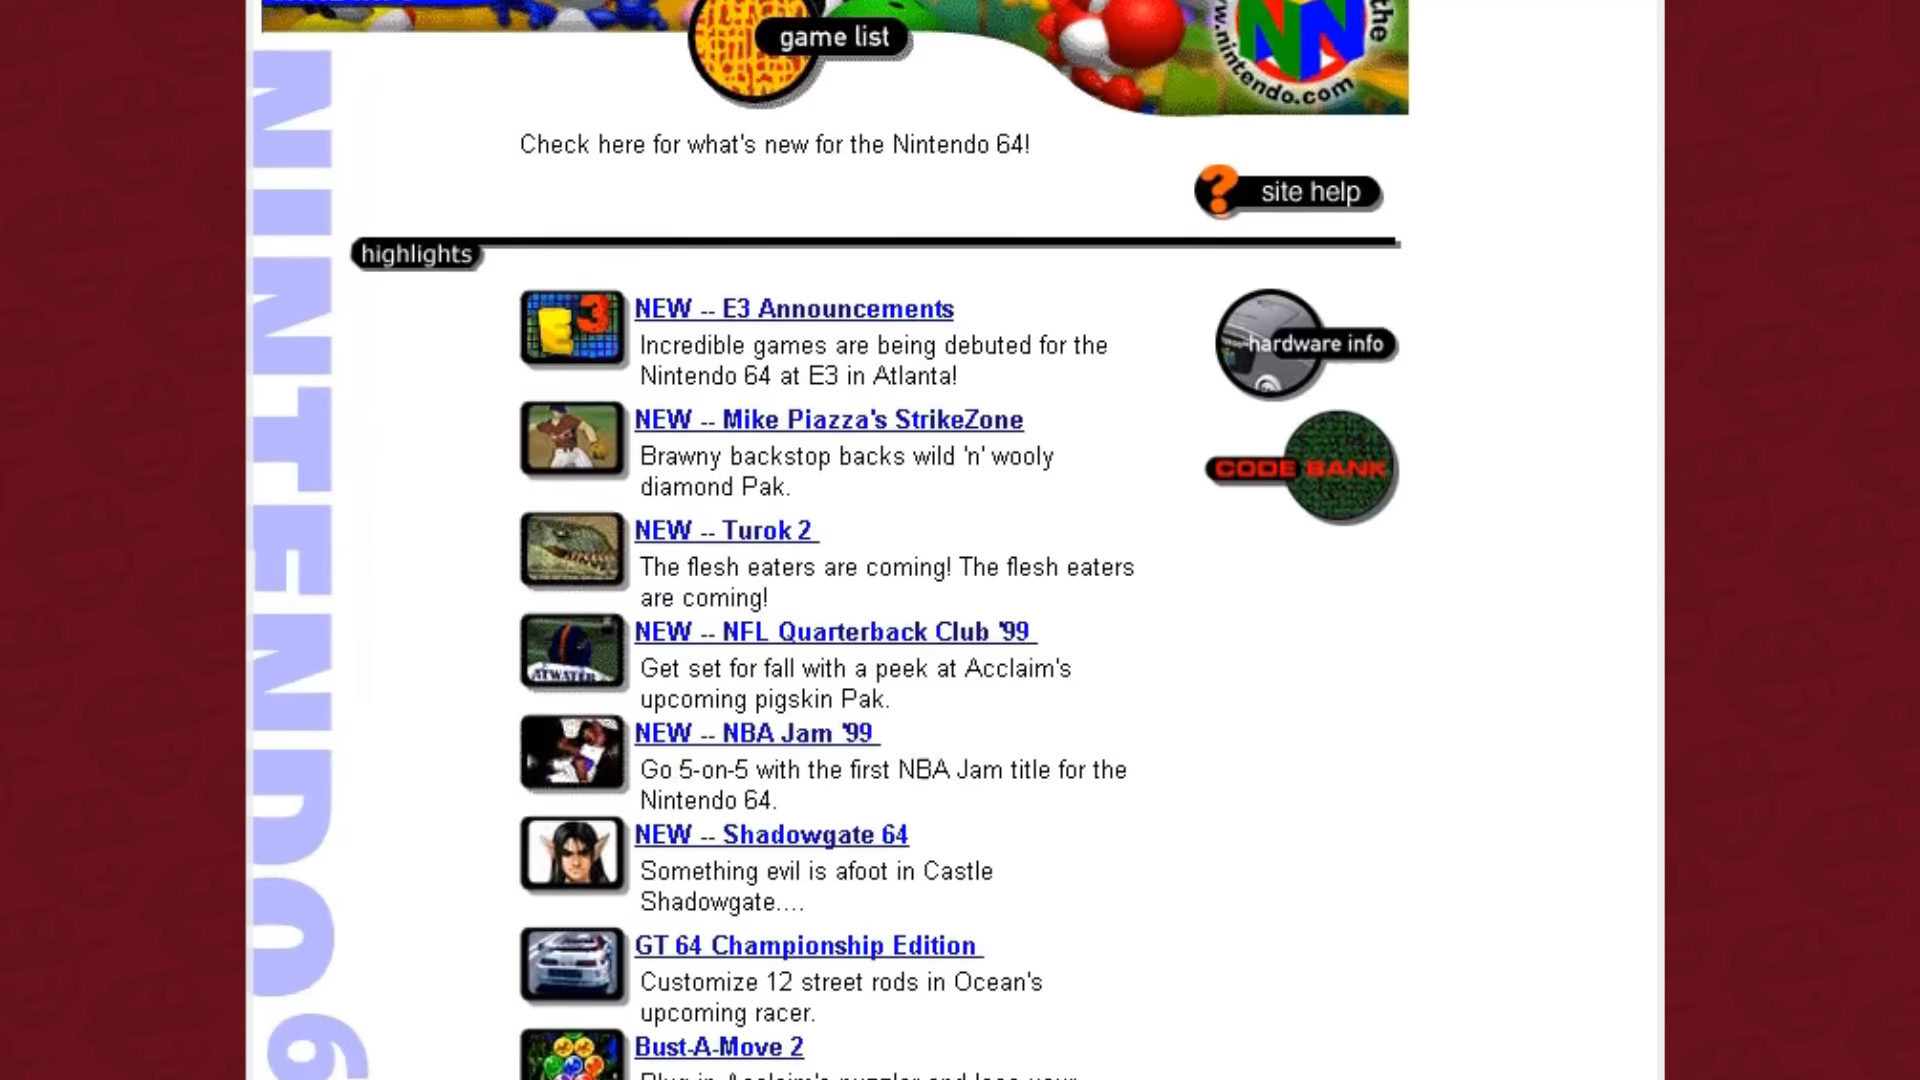 game list
www.nintendo.com
the
Check here for what's new for the Nintendo 64!
site help
highlights
NINTENDO 6
NEW -- E3 Announcements
Incredible games are being debuted for the
Nintendo 64 at E3 in Atlanta!
hardware info
NEW -- Mike Piazza's StrikeZone
Brawny backstop backs wild 'n' wooly
diamond Pak.
CODE BANK
NEW -- Turok 2
The flesh eaters are coming! The flesh eaters
are coming!
NEW -- NFL Quarterback Club '99
Get set for fall with a peek at Acclaim's
upcoming pigskin Pak.
NEW -- NBA Jam '99
Go 5-on-5 with the first NBA Jam title for the
Nintendo 64.
NEW -- Shadowgate 64
Something evil is afoot in Castle
Shadowgate....
GT 64 Championship Edition
Customize 12 street rods in Ocean's
upcoming racer.
Bust-A-Move 2
E3
ATWATER